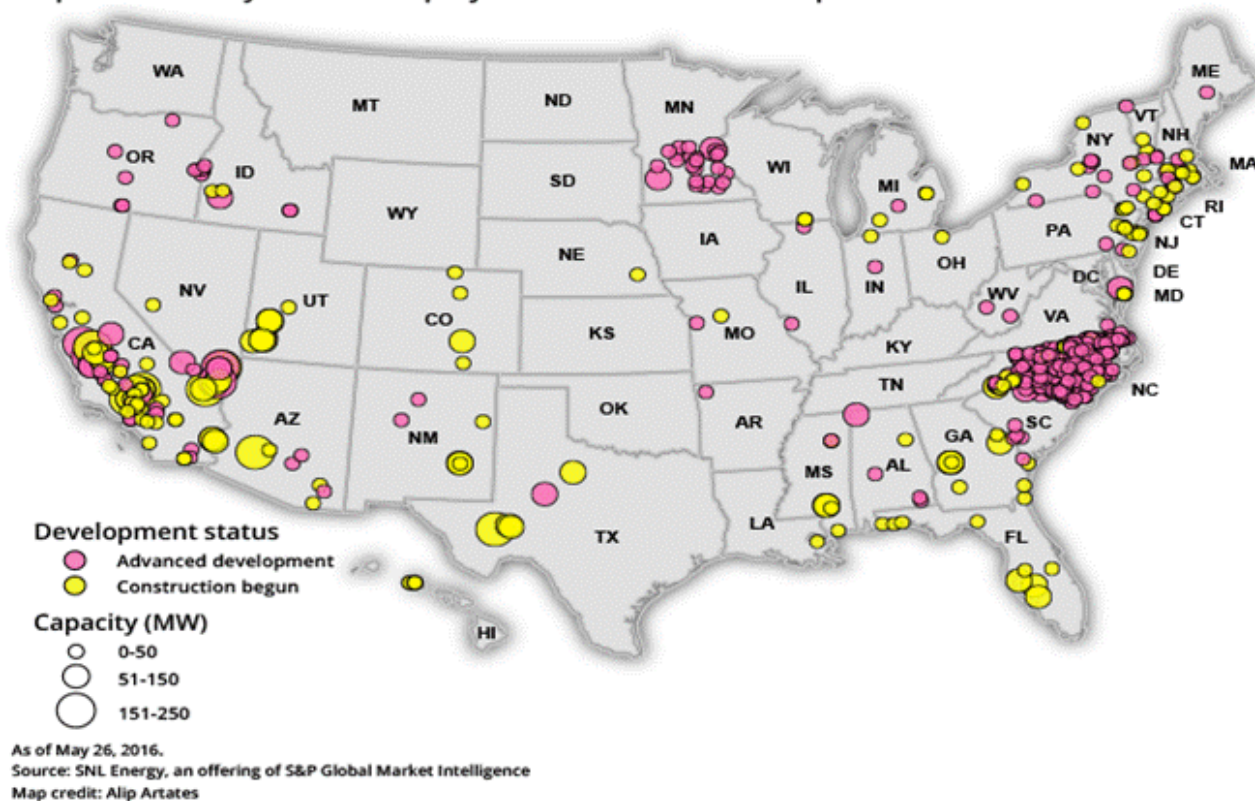 WA
ME
MT
ND
MN
VT
NH
OR
NY
ID
WI
MA
SD
MI
WY
RI
CT
IA
PA
NJ
NE
OH
DE
NV
UT
IL
IN
DC
WV
MD
CO
VA
CA
KS
MO
KY
NC
TN
AZ
OK
NM
AR
SC
GA
MS
AL
LA
TX
FL
HI
Development status
Advanced development
Construction begun
Capacity (MW)
0-50
51-150
151-250
As of May 26, 2016.
Source: SNL Energy, an offering of S&P Global Market Intelligence
Map credit: Alip Artates